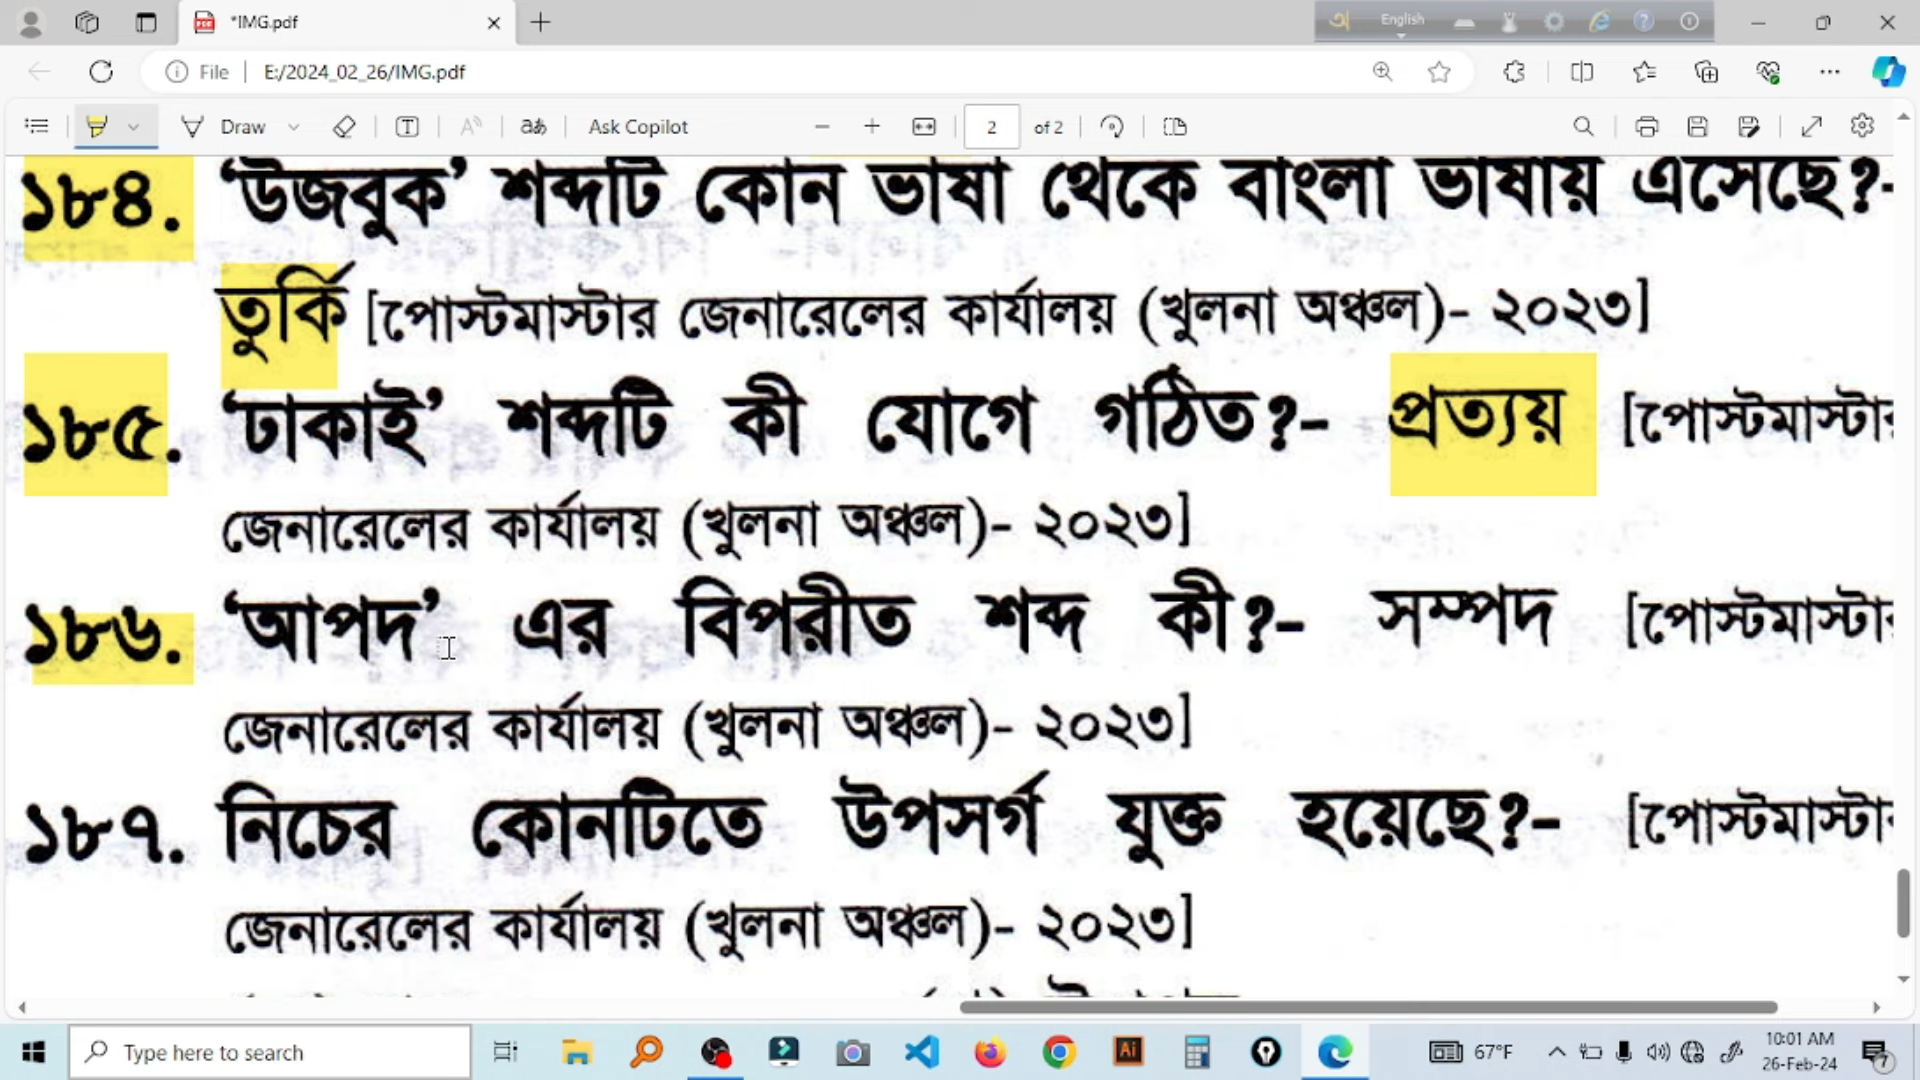 *IMG.pdf
English
File
E:/2024_02_26/IMG.pdf
Draw
Ask Copilot
2
of 2
১৮৪. ‘উজবুক’ শব্দটি কোন ভাষা থেকে বাংলা ভাষায় এসেছে?-
তুর্কি [পোস্টমাস্টার জেনারেলের কার্যালয় (খুলনা অঞ্চল)- ২০২৩]
১৮৫. ‘ঢাকাই’ শব্দটি কী যোগে গঠিত?- প্রত্যয় [পোস্টমাস্টার
জেনারেলের কার্যালয় (খুলনা অঞ্চল)- ২০২৩]
১৮৬. ‘আপদ’ এর বিপরীত শব্দ কী?- সম্পদ [পোস্টমাস্টার
জেনারেলের কার্যালয় (খুলনা অঞ্চল)- ২০২৩]
১৮৭. নিচের কোনটিতে উপসর্গ যুক্ত হয়েছে?- [পোস্টমাস্টার
জেনারেলের কার্যালয় (খুলনা অঞ্চল)- ২০২৩]
Type here to search
Ai
67°F
10:01 AM
26-Feb-24
7